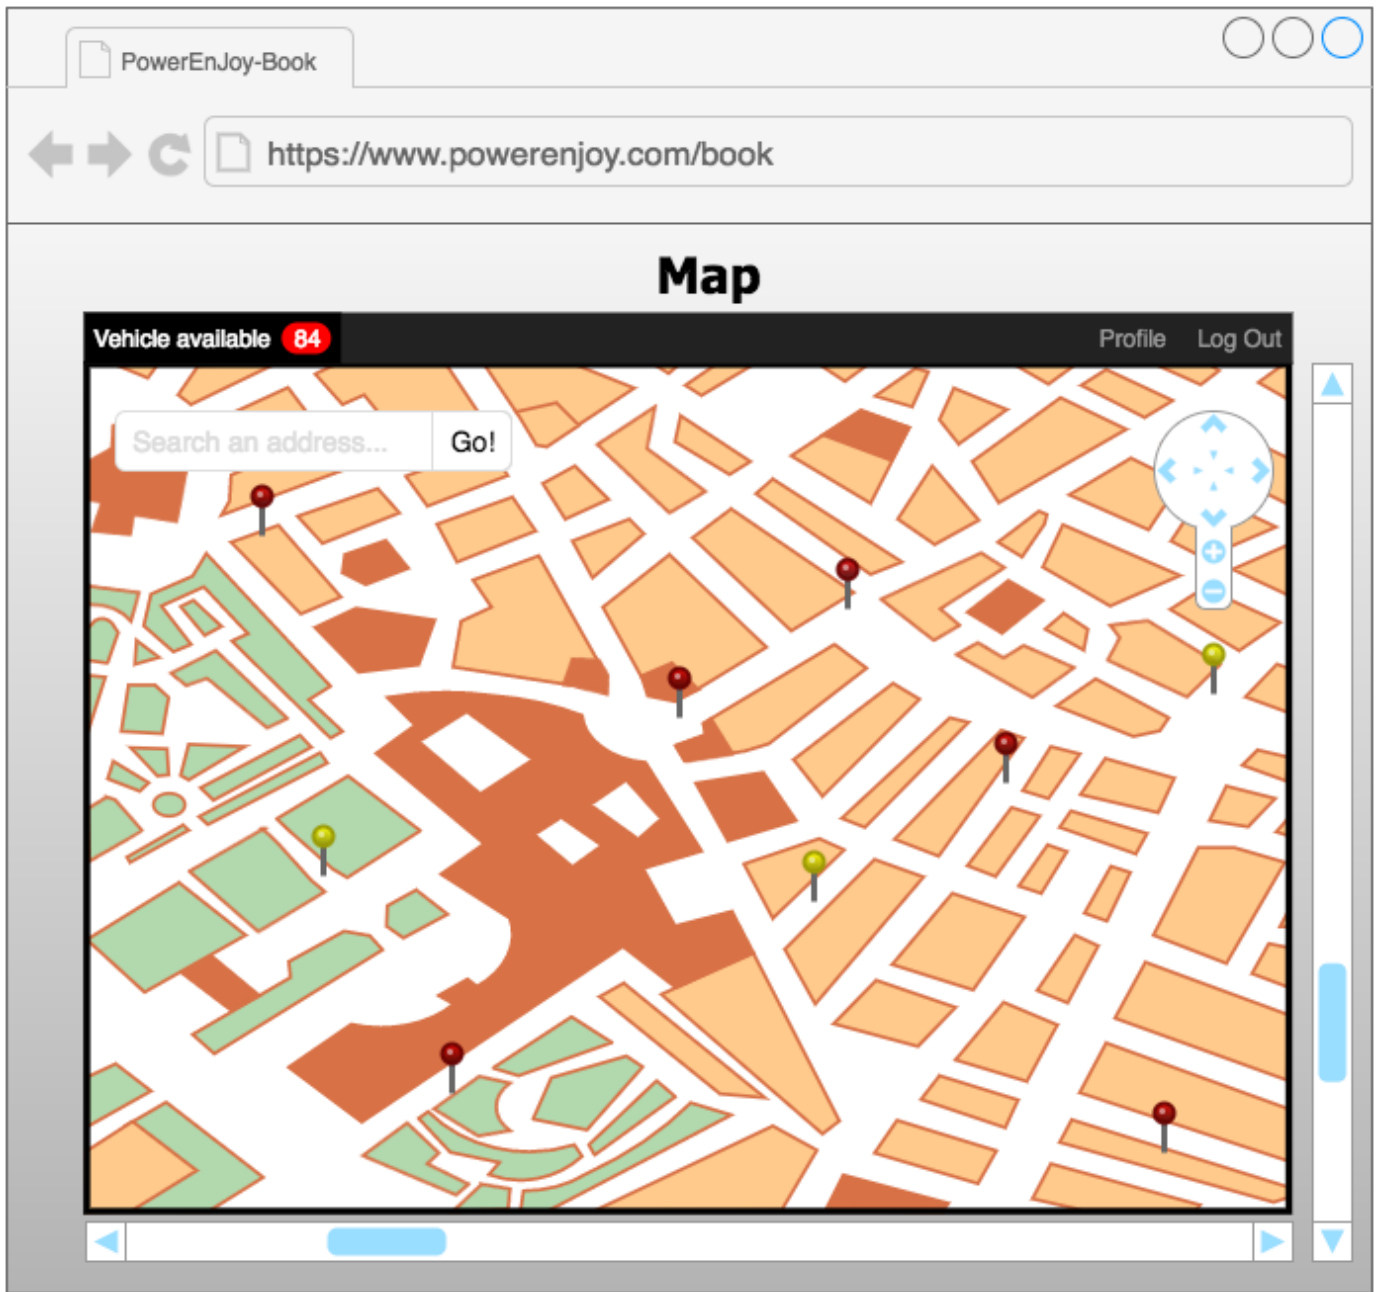 PowerEnJoy-Book
https://www.powerenjoy.com/book
Map
Vehicle available 84 Profile Log Out
Search an address... Go!